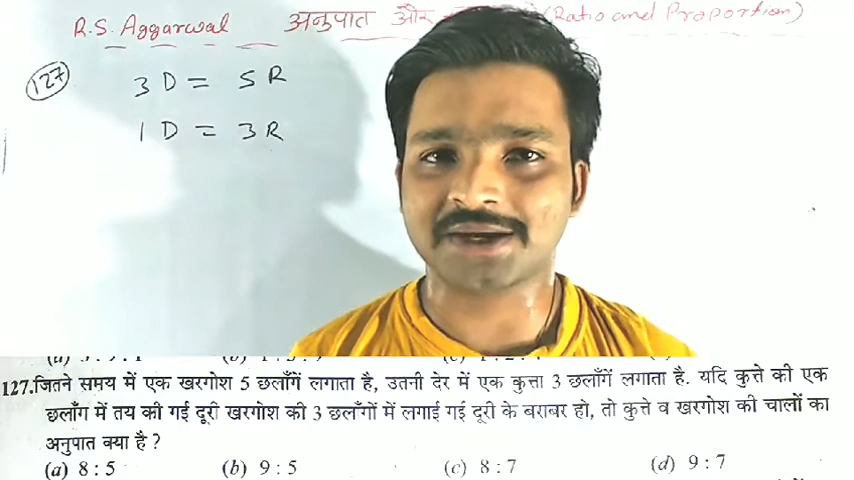 R.S. Aggarwal अनुपात और (Ratio and Proportion)
127 3 D = 5 R
1 D = 3 R
127. जितने समय में एक खरगोश 5 छलाँगें लगाता है, उतनी देर में एक कुत्ता 3 छलाँगें लगाता है. यदि कुत्ते की एक
छलाँग में तय की गई दूरी खरगोश की 3 छलाँगों में लगाई गई दूरी के बराबर हो, तो कुत्ते व खरगोश की चालों का
अनुपात क्या है ?
(a) 8 : 5 (b) 9 : 5 (c) 8 : 7 (d) 9 : 7